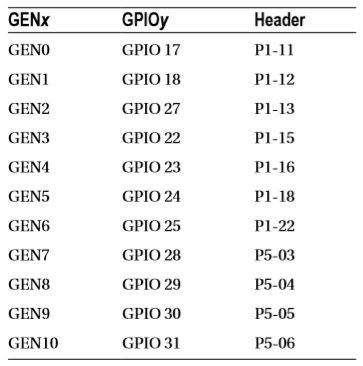 GENx GPIOy Header
GEN0 GPIO 17 P1-11
GEN1 GPIO 18 P1-12
GEN2 GPIO 27 P1-13
GEN3 GPIO 22 P1-15
GEN4 GPIO 23 P1-16
GEN5 GPIO 24 P1-18
GEN6 GPIO 25 P1-22
GEN7 GPIO 28 P5-03
GEN8 GPIO 29 P5-04
GEN9 GPIO 30 P5-05
GEN10 GPIO 31 P5-06